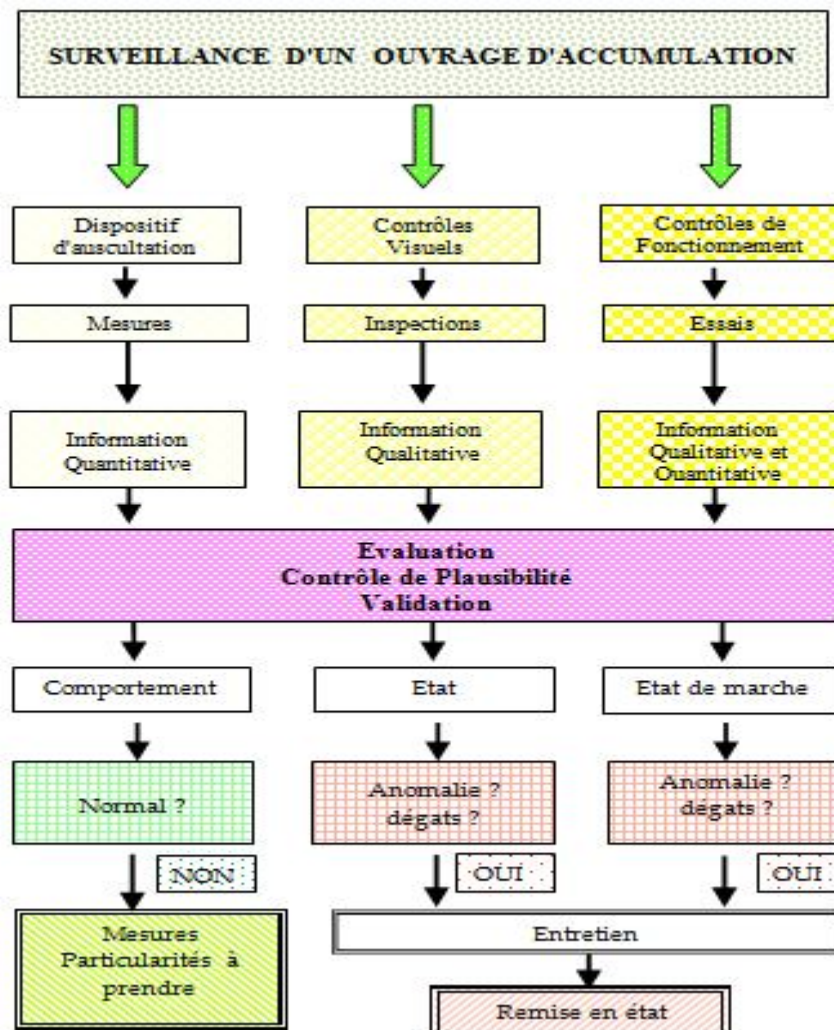 SURVEILLANCE D'UN OUVRAGE D'ACCUMULATION
Dispositif
d'auscultation
Contrôles
Visuels
Contrôles de
Fonctionnement
Mesures
Inspections
Essais
Information
Quantitative
Information
Qualitative
Information
Qualitative et
Quantitative
Evaluation
Contrôle de Plausibilité
Validation
Comportement
Etat
Etat de marche
Normal ?
Anomalie ?
dégats ?
Anomalie ?
dégats ?
NON
OUI
OUI
Mesures
Particularités à
prendre
Entretien
Remise en état